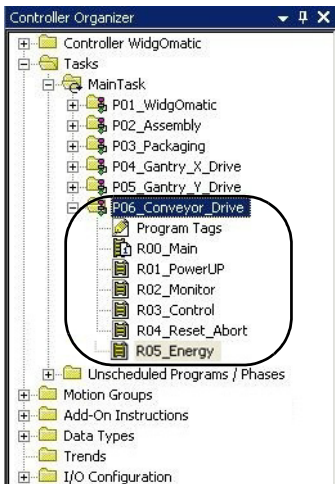 Controller Organizer
Controller WidgOmatic
Tasks
MainTask
P01_WidgOmatic
P02_Assembly
P03_Packaging
P04_Gantry_X_Drive
P05_Gantry_Y_Drive
P06_Conveyor_Drive
Program Tags
R00_Main
R01_PowerUP
R02_Monitor
R03_Control
R04_Reset_Abort
R05_Energy
Unscheduled Programs / Phases
Motion Groups
Add-On Instructions
Data Types
Trends
I/O Configuration